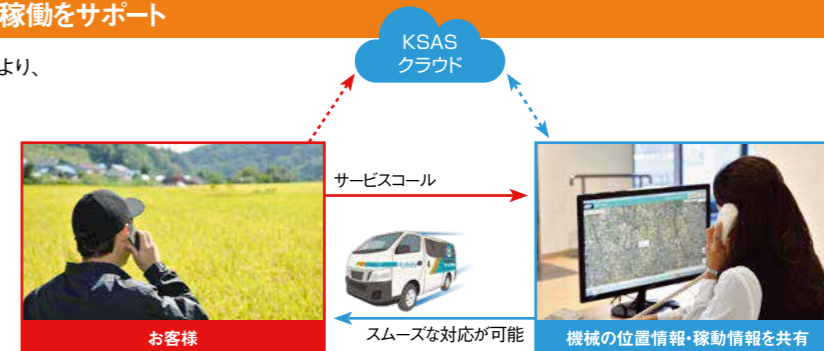 稼働をサポート
より、
KSAS
クラウド
サービスコール
スムーズな対応が可能
お客様
機械の位置情報・稼動情報を共有